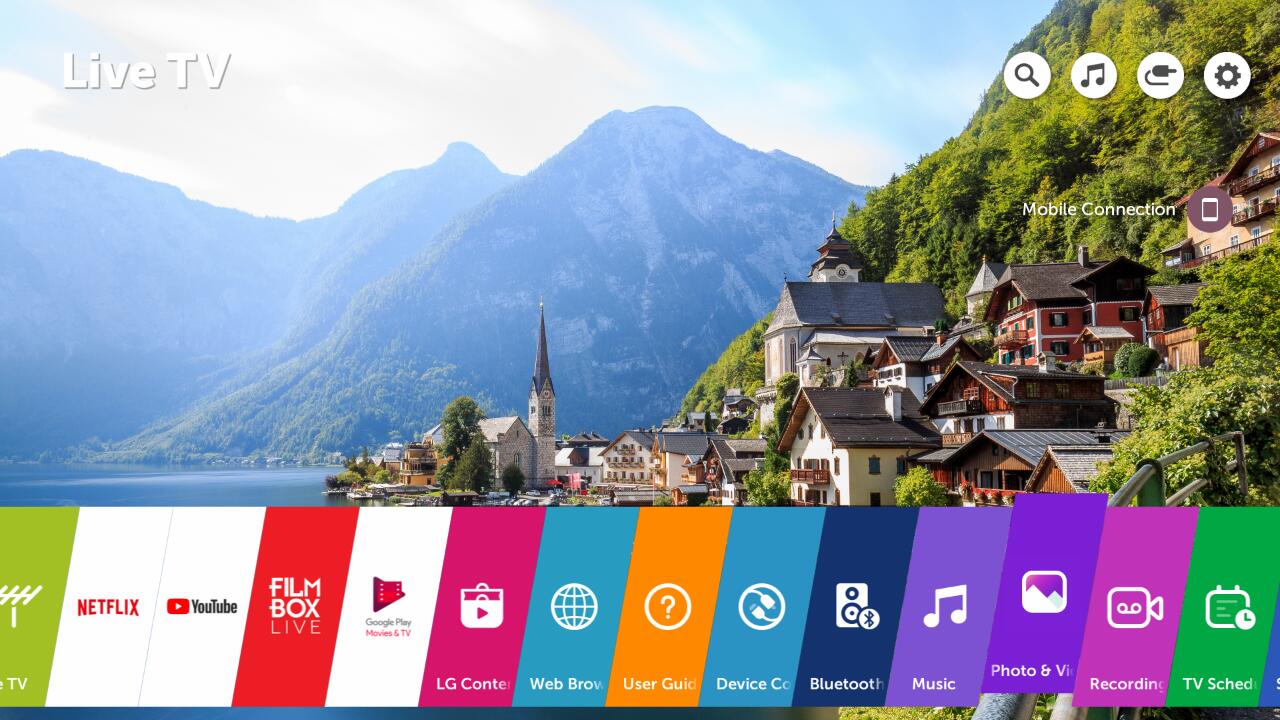 Live TV
Mobile Connection
NETFLIX
YouTube
FILM
BOX
LIVE
Google Play
Movies & TV
e TV
LG Conte
Web Brow
User Guid
Device Co
Bluetooth
Music
Photo & Vi
Recording
TV Sched
S